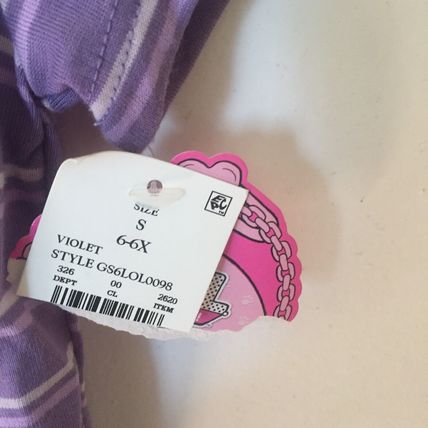 SIZE
S
6-6X
VIOLET
STYLE GS6LOL0098
326 00 2620
DEPT CL ITEM